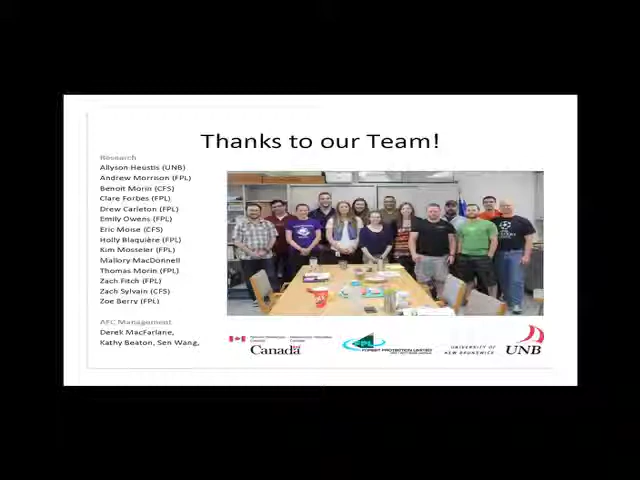 Thanks to our Team!
Research
Allyson Heustis (UNB)
Andrew Morrison (FPL)
Benoit Morin (CFS)
Clare Forbes (FPL)
Drew Carleton (FPL)
Emily Owens (FPL)
Eric Moise (CFS)
Holly Blaquière (FPL)
Kim Mosseler (FPL)
Mallory MacDonnell
Thomas Morin (FPL)
Zach Fitch (FPL)
Zach Sylvain (CFS)
Zoe Berry (FPL)
AFC Management
Derek MacFarlane,
Kathy Beaton, Sen Wang,
Canada
FPL
FOREST PROTECTION LIMITED
UNIVERSITY OF
NEW BRUNSWICK
UNB